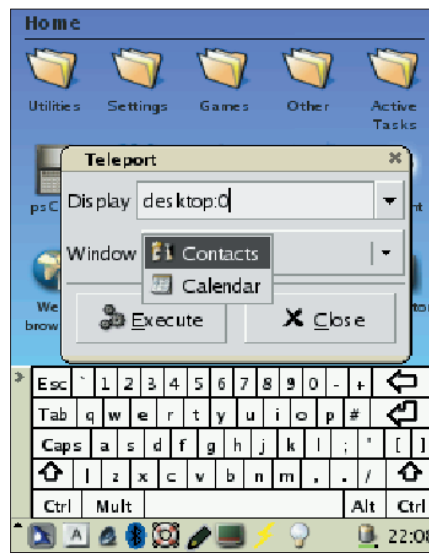 Home
Utilities Settings Games Other Active
Tasks
Teleport
Display desktop:0
Window Contacts
Calendar
Execute Close
Esc ` 1 2 3 4 5 6 7 8 9 0 - +
Tab q w e r t y u i o p #
Caps a s d f g h j k l ; ' [ ]
\ z x c v b n m , . /
Ctrl Mult Alt Ctrl
A 22:08